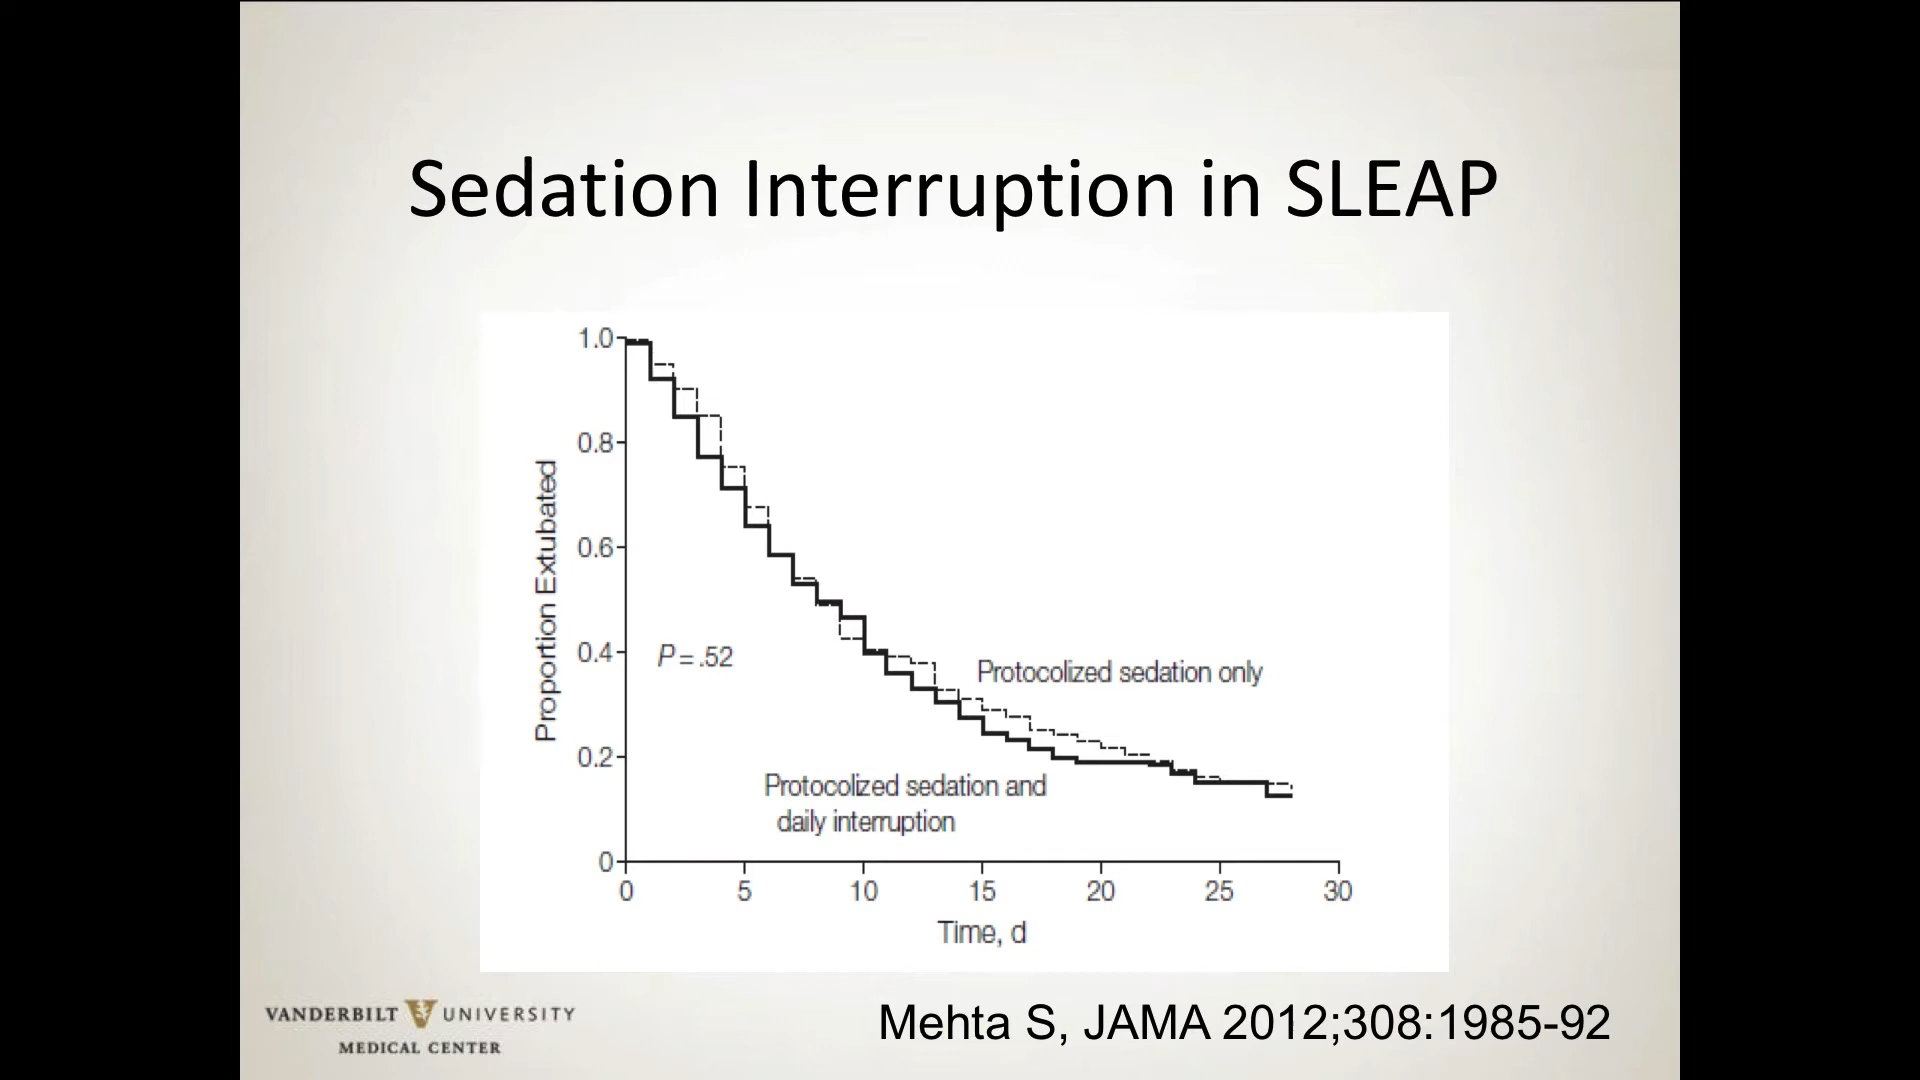 Sedation Interruption in SLEAP
1.0
0.8
0.6
0.4
0.2
0
Proportion Extubated
P = .52
Protocolized sedation only
Protocolized sedation and
daily interruption
0 5 10 15 20 25 30
Time, d
VANDERBILT UNIVERSITY
MEDICAL CENTER
Mehta S, JAMA 2012;308:1985-92